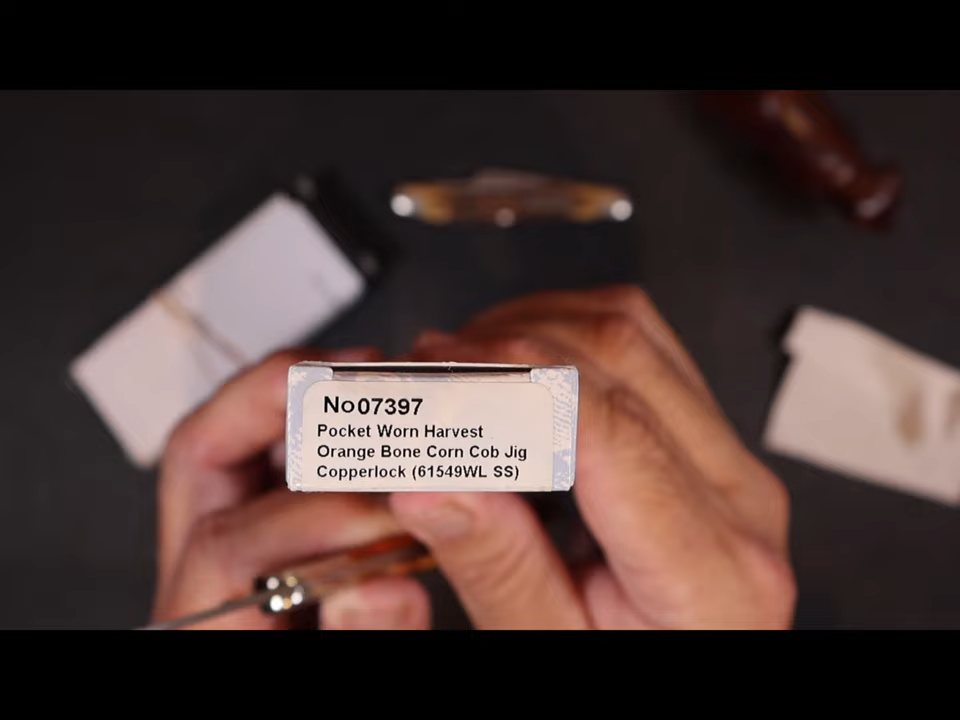 No07397
Pocket Worn Harvest
Orange Bone Corn Cob Jig
Copperlock (61549WL SS)